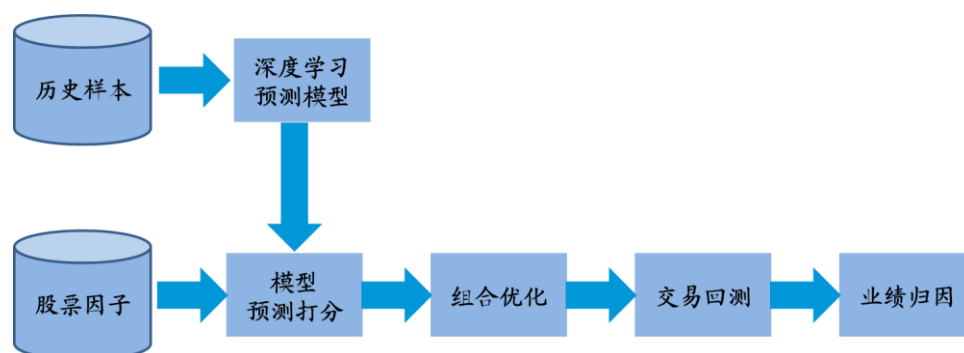 历史样本
深度学习
预测模型
股票因子
模型
预测打分
组合优化
交易回测
业绩归因